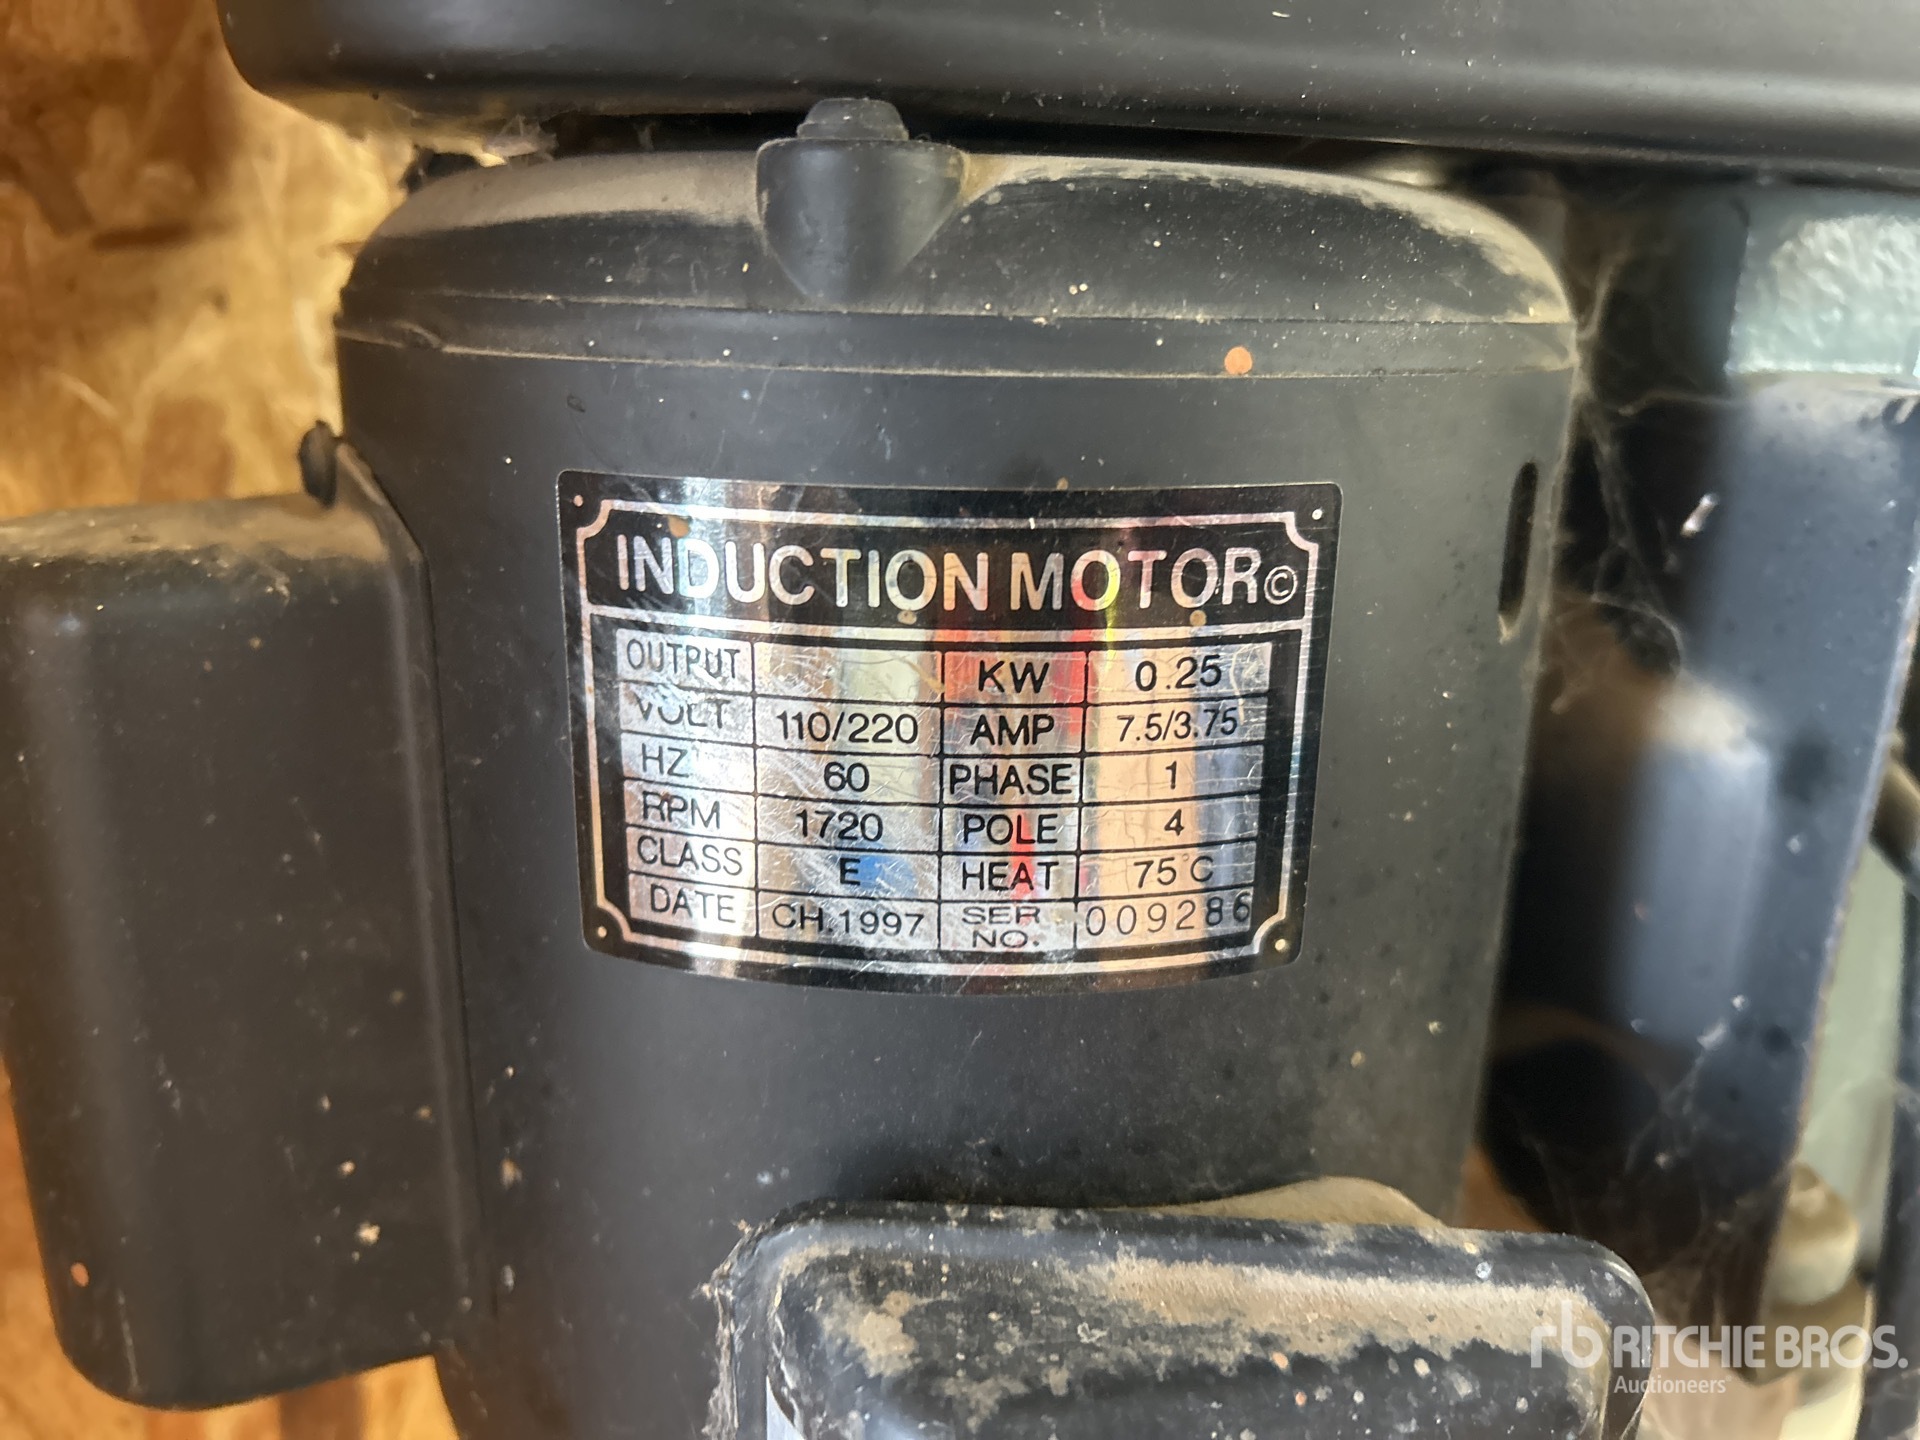 INDUCTION MOTOR©
OUTPUT KW 0.25
VOLT 110/220 AMP 7.5/3.75
HZ 60 PHASE 1
RPM 1720 POLE 4
CLASS E HEAT 75°C
DATE CH.1997 SER NO. 009286
rb RITCHIE BROS.
Auctioneers